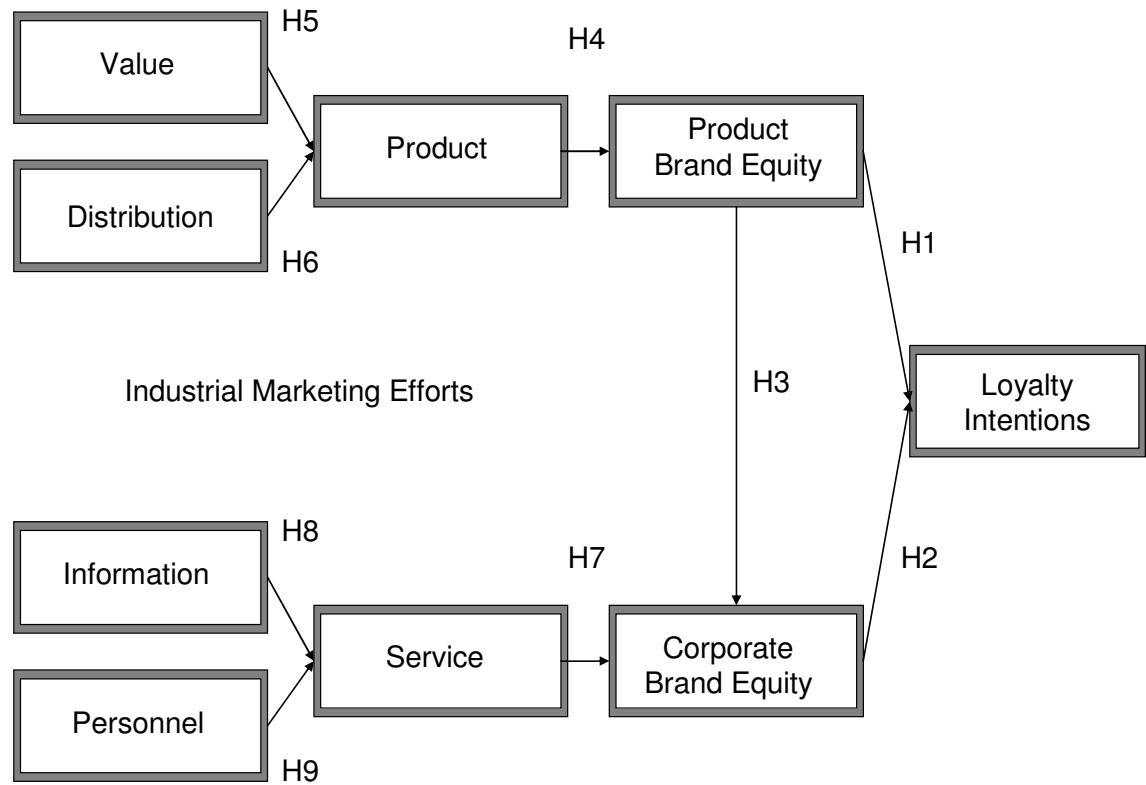 H5
Value
H4
Product
Product
Brand Equity
Distribution
H6
H1
Industrial Marketing Efforts
H3
Loyalty
Intentions
H8
Information
H7
H2
Service
Corporate
Brand Equity
Personnel
H9